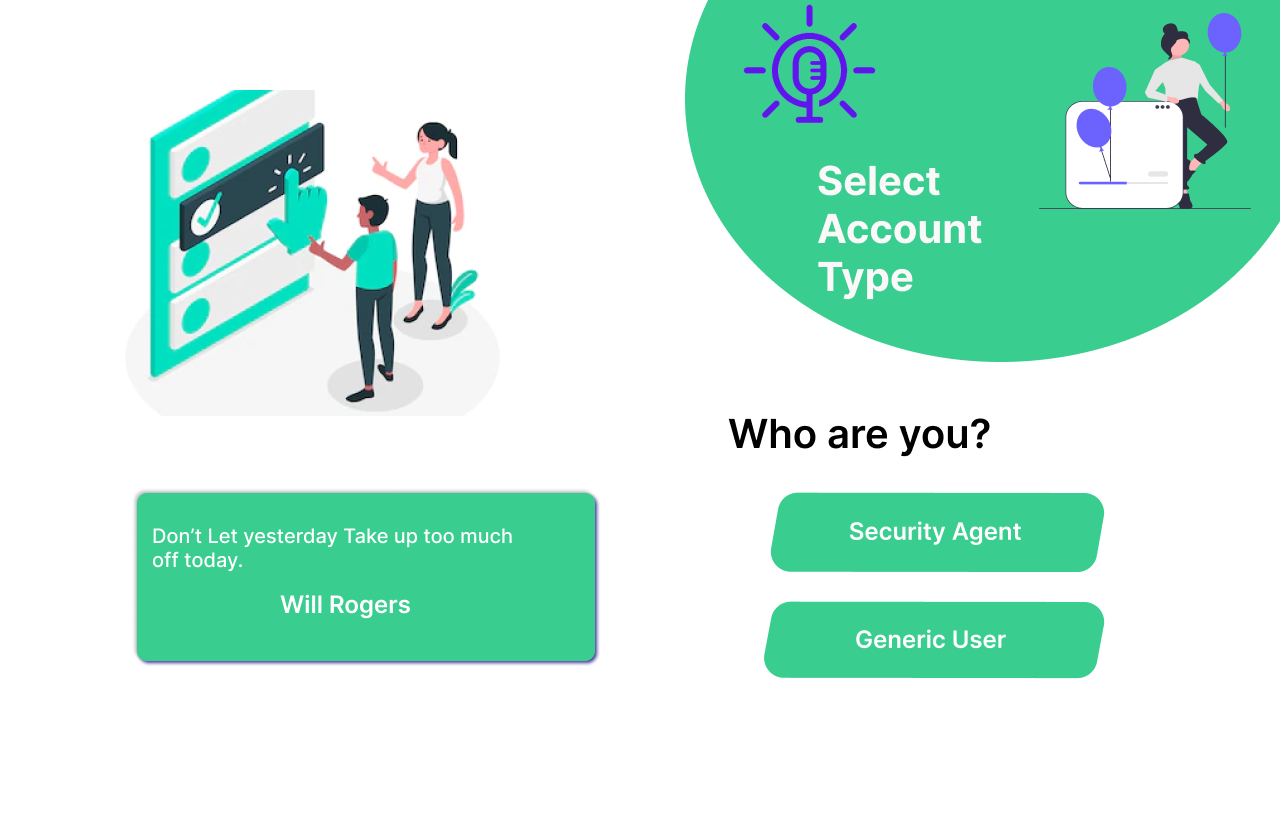 Select
Account
Type
Who are you?
Don’t Let yesterday Take up too much
off today.
Will Rogers
Security Agent
Generic User